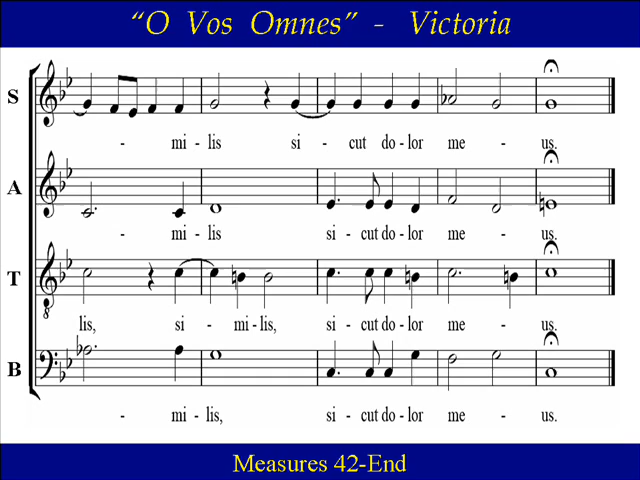 “O Vos Omnes” - Victoria
S
- mi - lis si - cut do - lor me - us.
A
- mi - lis si - cut do - lor me - us.
T
lis, si - mi - lis, si - cut do - lor me - us.
B
- mi - lis, si - cut do - lor me - us.
Measures 42-End